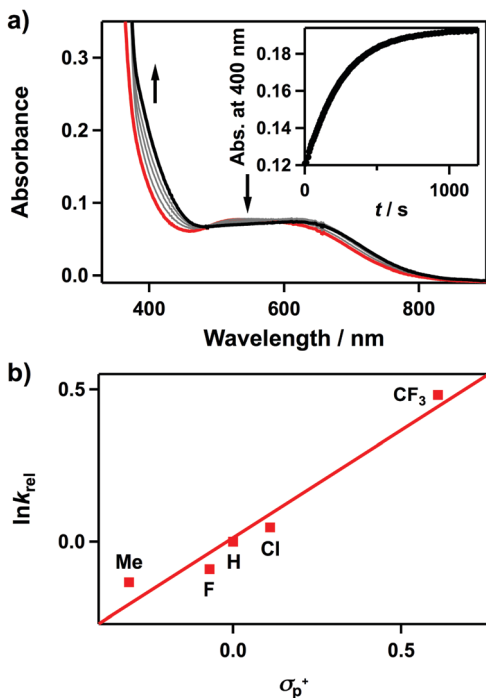 a)
0.3
0.2
0.1
0.0
Absorbance
400
600
800
Wavelength / nm
0.18
0.16
0.14
0.12
Abs. at 400 nm
0
1000
t / s
b)
0.5
0.0
lnk_rel
CF₃
Me
F
H
Cl
0.0
0.5
σ_p⁺